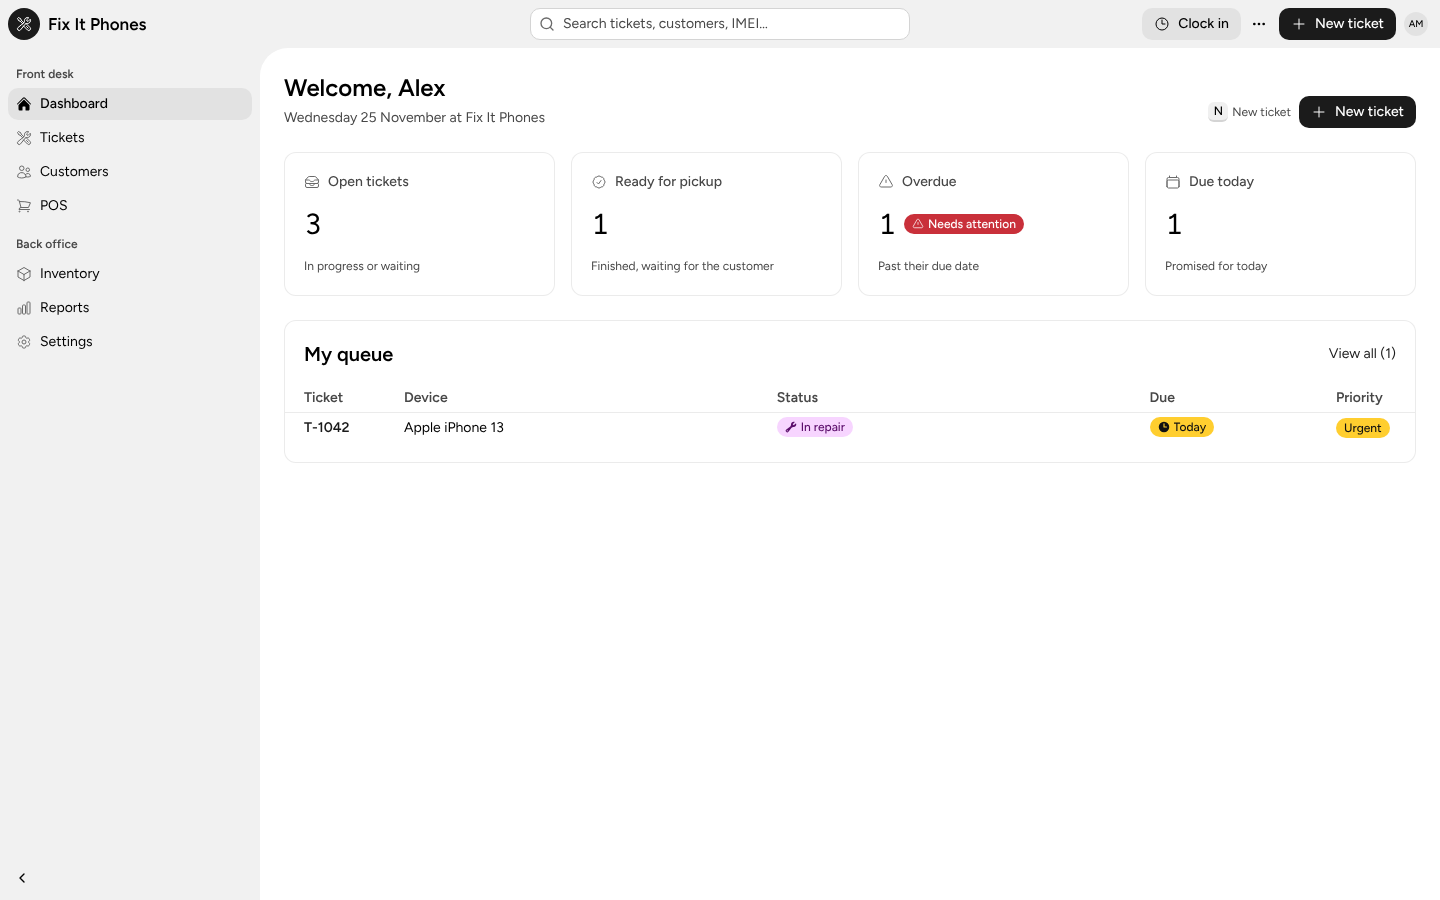 Fix It Phones
Search tickets, customers, IMEI...
Clock in
New ticket
AM
Front desk
Dashboard
Tickets
Customers
POS
Back office
Inventory
Reports
Settings
Welcome, Alex
Wednesday 25 November at Fix It Phones
N New ticket
New ticket
Open tickets
3
In progress or waiting
Ready for pickup
1
Finished, waiting for the customer
Overdue
1 Needs attention
Past their due date
Due today
1
Promised for today
My queue
View all (1)
Ticket Device Status Due Priority
T-1042 Apple iPhone 13 In repair Today Urgent